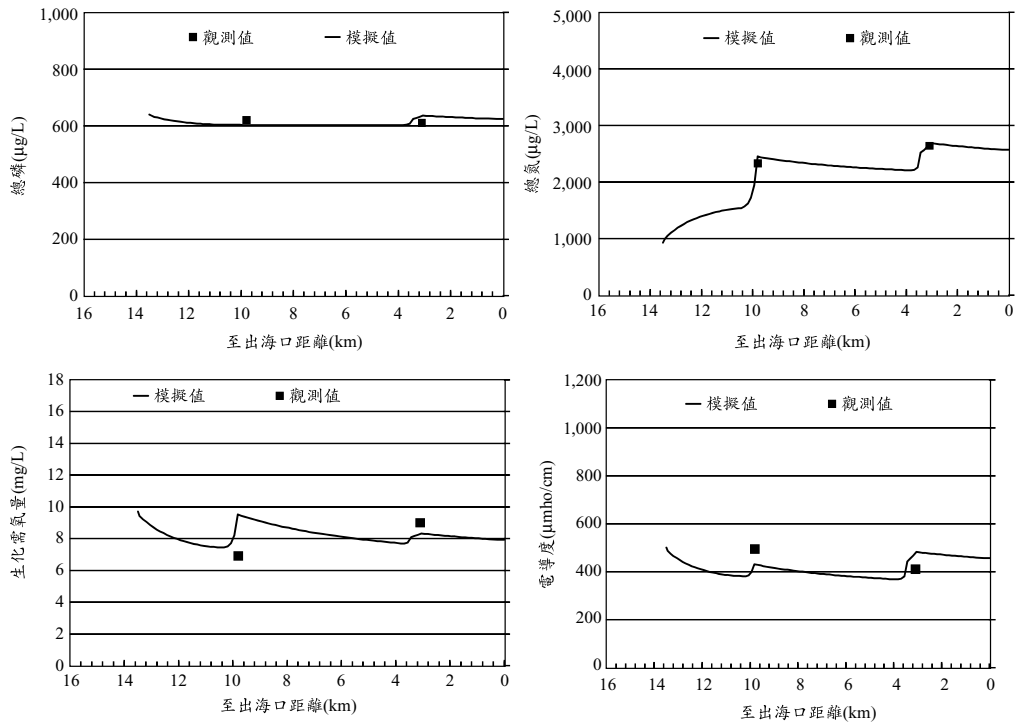 1,000
800
600
400
200
0
總磷(μg/L)
觀測值 模擬值
16 14 12 10 8 6 4 2 0
至出海口距離(km)
5,000
4,000
3,000
2,000
1,000
0
總氮(μg/L)
模擬值 觀測值
16 14 12 10 8 6 4 2 0
至出海口距離(km)
18
16
14
12
10
8
6
4
2
0
生化需氧量(mg/L)
模擬值 觀測值
16 14 12 10 8 6 4 2 0
至出海口距離(km)
1,200
1,000
800
600
400
200
0
電導度(μmho/cm)
模擬值 觀測值
16 14 12 10 8 6 4 2 0
至出海口距離(km)